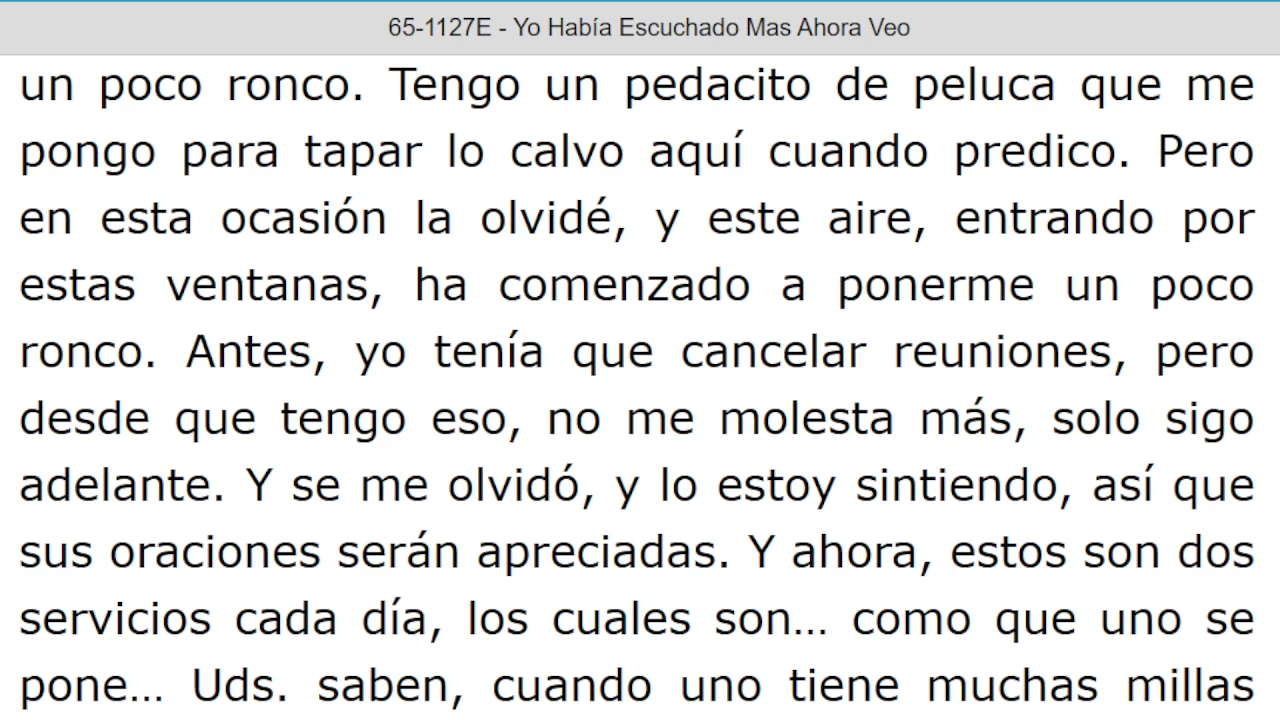 65-1127E - Yo Había Escuchado Mas Ahora Veo
un poco ronco. Tengo un pedacito de peluca que me
pongo para tapar lo calvo aquí cuando predico. Pero
en esta ocasión la olvidé, y este aire, entrando por
estas ventanas, ha comenzado a ponerme un poco
ronco. Antes, yo tenía que cancelar reuniones, pero
desde que tengo eso, no me molesta más, solo sigo
adelante. Y se me olvidó, y lo estoy sintiendo, así que
sus oraciones serán apreciadas. Y ahora, estos son dos
servicios cada día, los cuales son… como que uno se
pone… Uds. saben, cuando uno tiene muchas millas